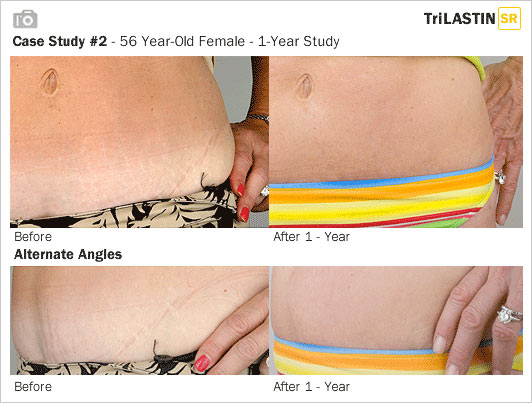 TriLASTIN SR
Case Study #2 - 56 Year-Old Female - 1-Year Study
Before
After 1 - Year
Alternate Angles
Before
After 1 - Year